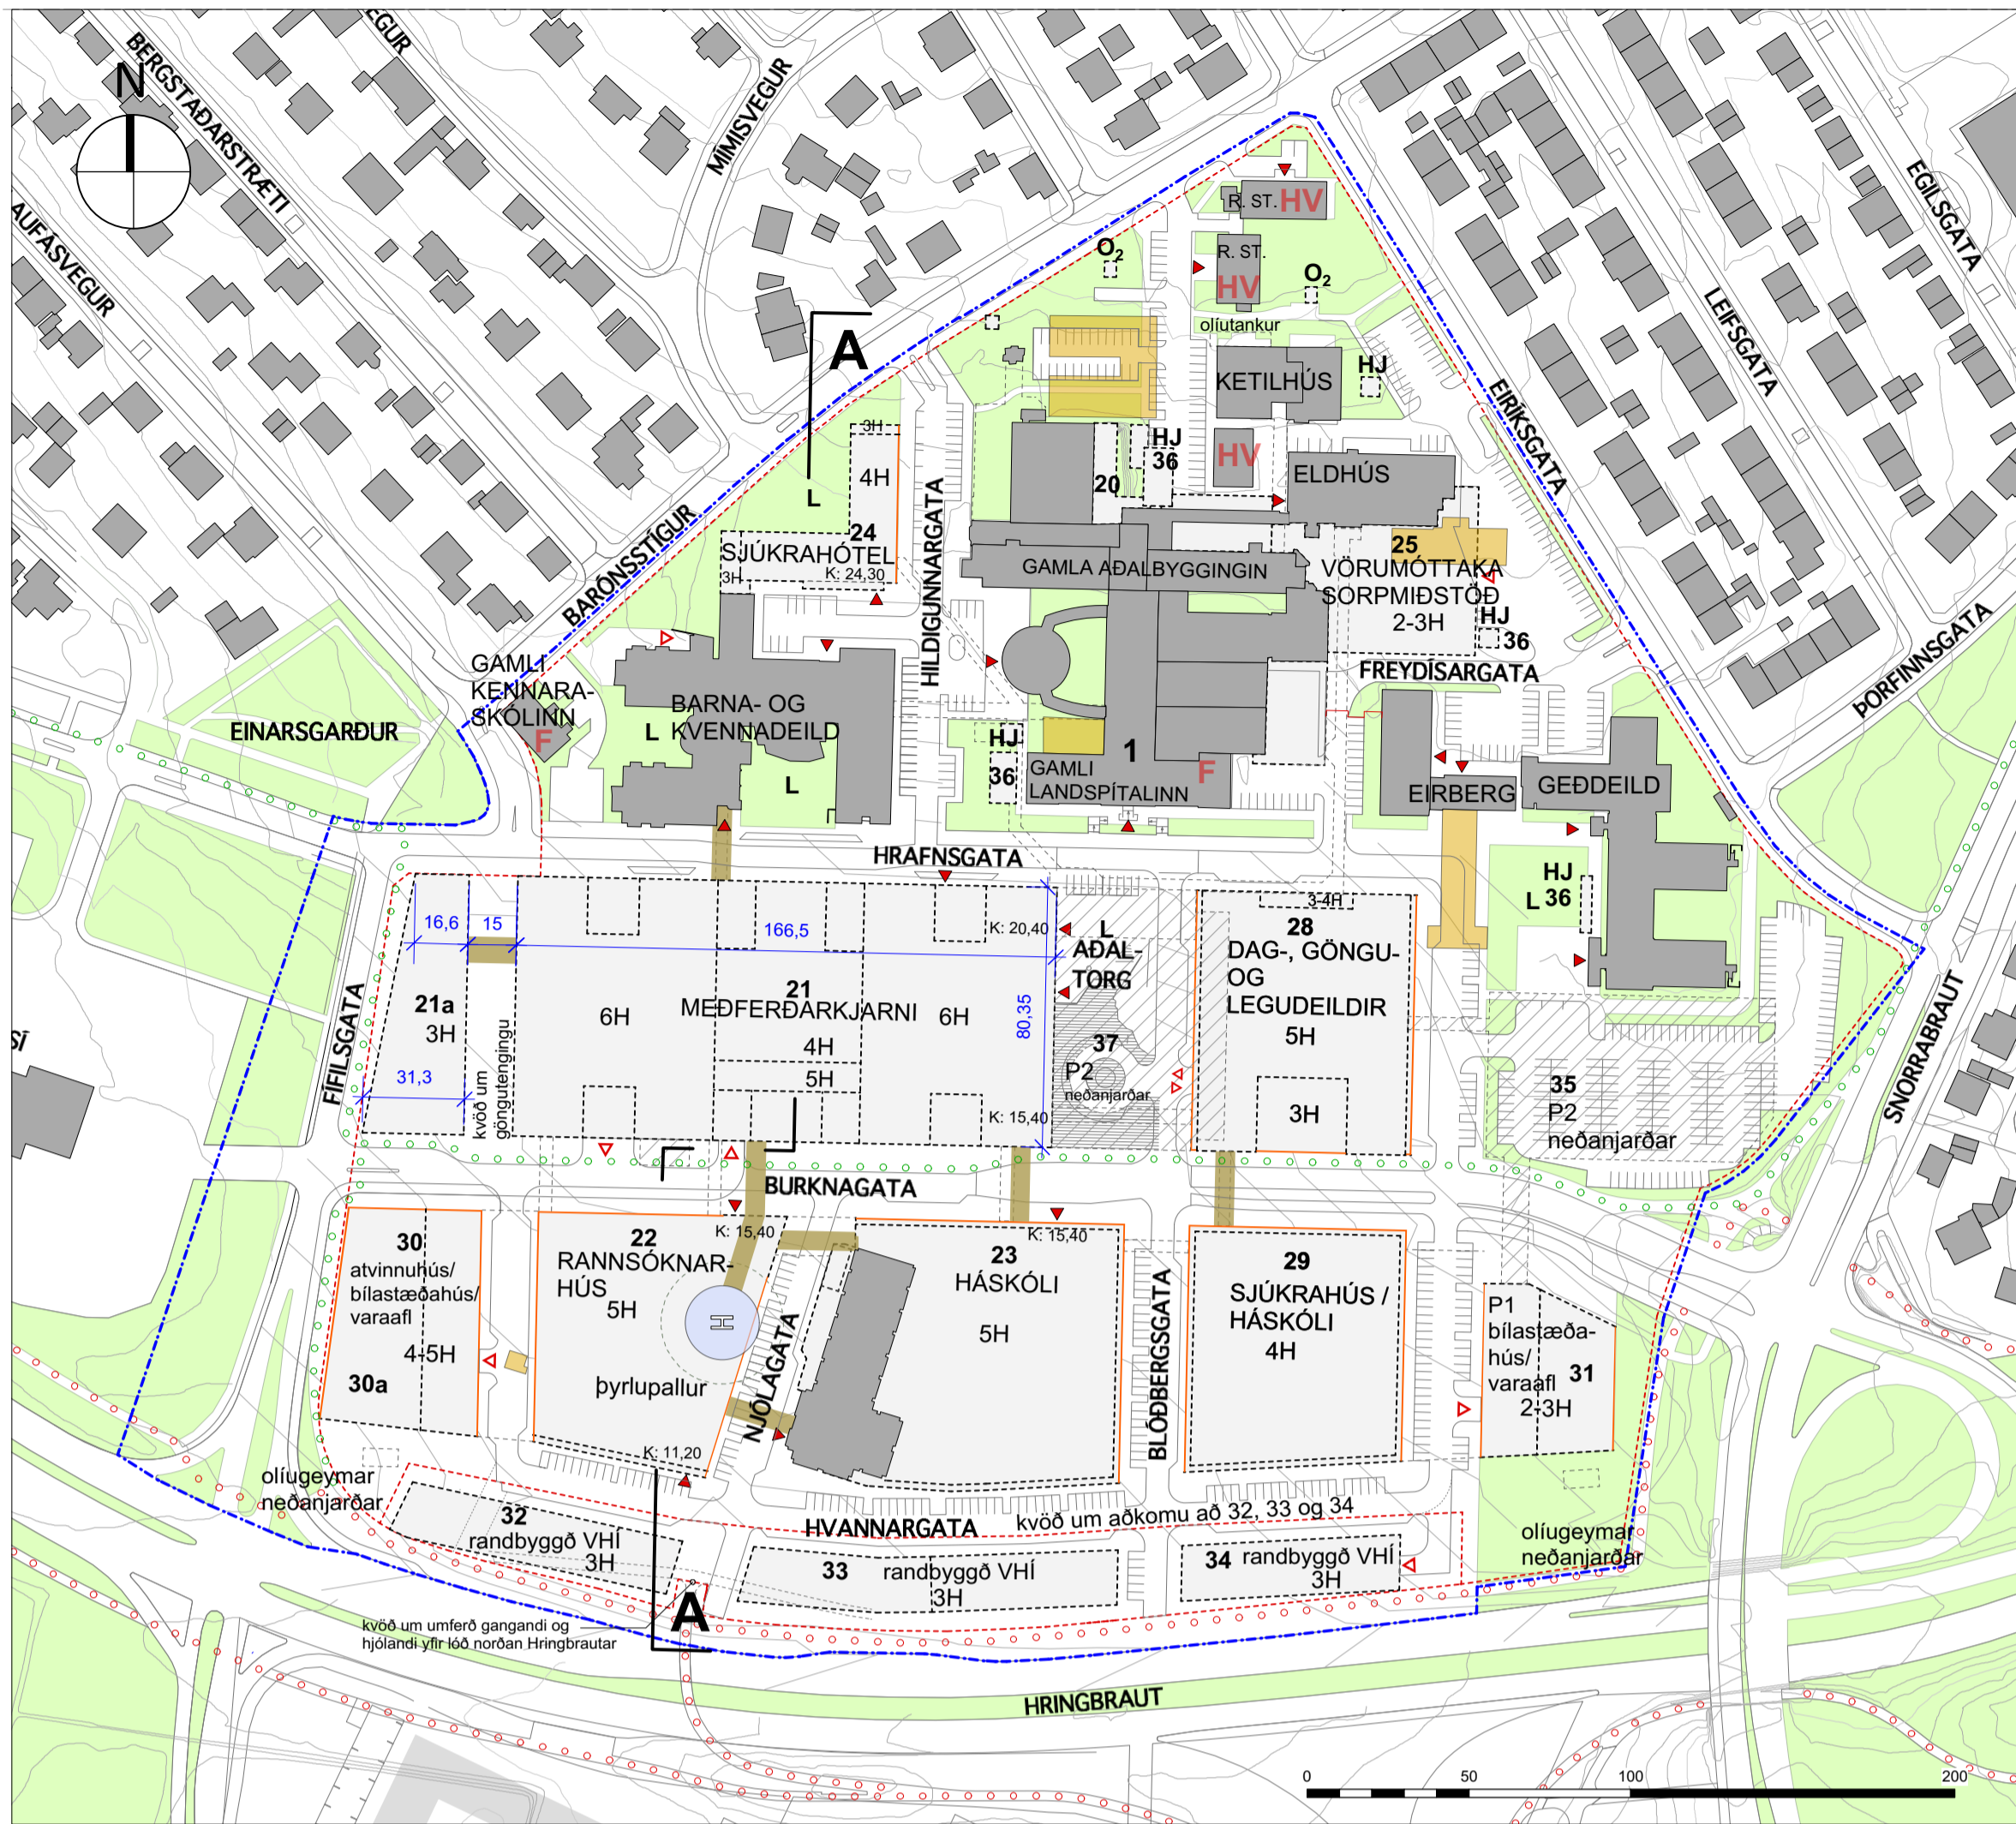 N
BERGSTAÐARSTRÆTI
EGUR
AUFÁSVEGUR
MIMISVEGUR
EGILSGATA
LEIFSGATA
EIRÍKSGATA
ÞORFINNSGATA
BARÓNSSTÍGUR
R. ST. HV
R. ST.
HV
O2
O2
olíutankur
KETILHÚS
HJ
A
L
3H
4H
24
SJÚKRAHÓTEL
3H
K: 24,30
HILDIGUNNARGATA
20
HJ
36
HV
ELDHÚS
GAMLA AÐALBYGGINGIN
25
VÖRUMÓTTAKA
SORPMIÐSTÖÐ
2-3H
HJ
36
FREYDÍSARGATA
GAMLI
KENNARA-
SKÓLINN
F
EINARSGARÐUR
BARNA- OG
KVENNADEILD
L
L
HJ
36
1
GAMLI
LANDSPÍTALINN
F
EIRBERG
GEÐDEILD
HJ
L 36
HRAFNSGATA
16,6
15
166,5
K: 20,40
L
AÐAL-
TORG
3-4H
28
DAG-, GÖNGU-
OG
LEGUDEILDIR
5H
3H
21a
3H
31,3
kvöð um
göngutengingu
6H
21
MEÐFERÐARKJARNI
4H
5H
6H
80,35
K: 15,40
37
P2
neðanjarðar
35
P2
neðanjarðar
SNORRABRAUT
FÍFILSGATA
SÍ
BURKNAGATA
30
atvinnuhús/
bílastæðahús/
varaafl
4-5H
30a
22
RANNSÓKNAR-
HÚS
5H
K: 15,40
H
þyrlupallur
K: 11,20
NJÓLAGATA
23
HÁSKÓLI
5H
K: 15,40
BLÓÐBERGSGATA
29
SJÚKRAHÚS /
HÁSKÓLI
4H
P1
bílastæða-
hús/
varaafl
31
2-3H
olíugeymar
neðanjarðar
32
randbyggð VHÍ
3H
HVANNARGATA
kvöð um aðkomu að 32, 33 og 34
33
randbyggð VHÍ
3H
34 randbyggð VHÍ
3H
olíugeymar
neðanjarðar
A
kvöð um umferð gangandi og
hjólandi yfir lóð norðan Hringbrautar
HRINGBRAUT
0 50 100 200